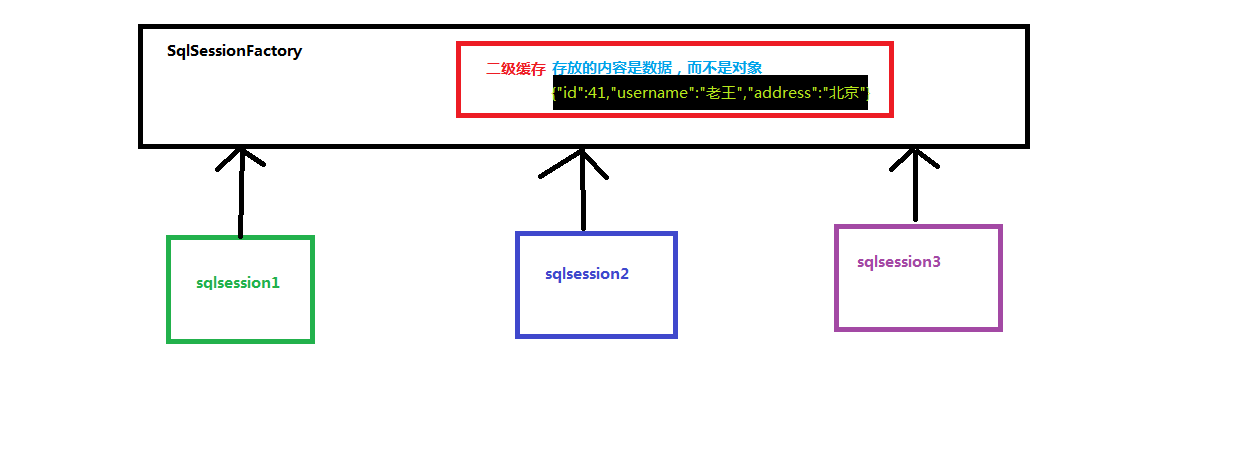 SqlSessionFactory
二级缓存 存放的内容是数据，而不是对象
{"id":41,"username":"老王","address":"北京"}
sqlsession1
sqlsession2
sqlsession3